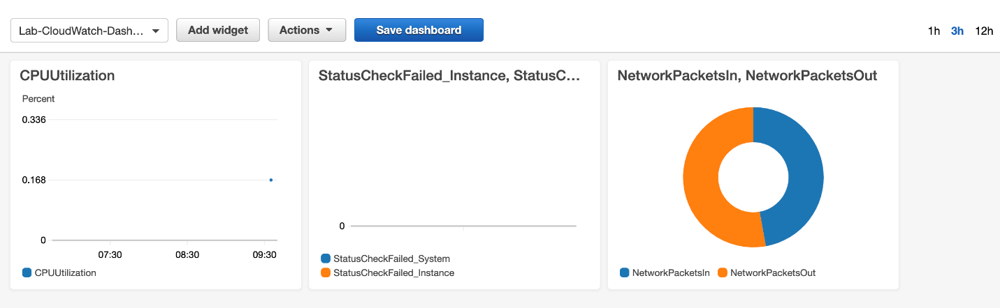 Lab-CloudWatch-Dash... Add widget Actions Save dashboard 1h 3h 12h
CPUUtilization
Percent
0.336
0.168
0
07:30 08:30 09:30
CPUUtilization
StatusCheckFailed_Instance, StatusC...
0
StatusCheckFailed_System
StatusCheckFailed_Instance
NetworkPacketsIn, NetworkPacketsOut
NetworkPacketsIn NetworkPacketsOut